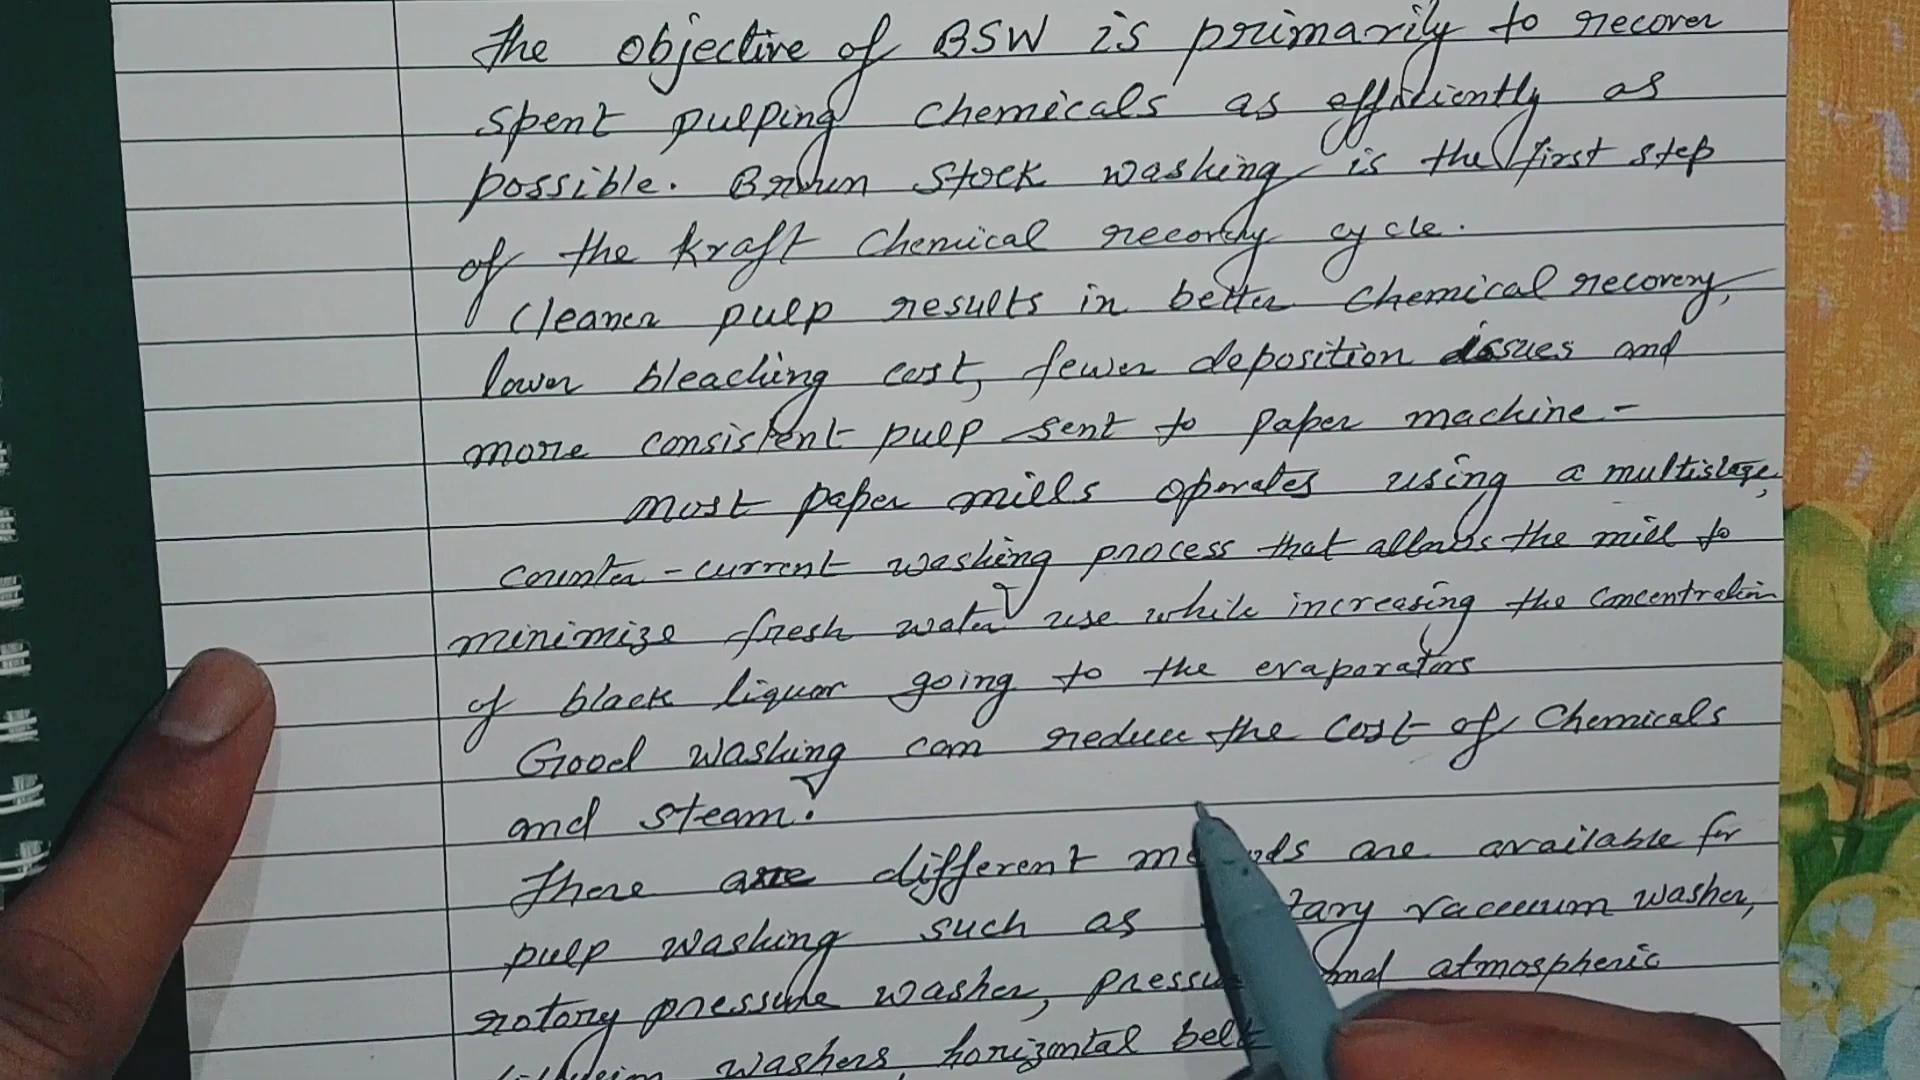 The objective of BSW is primarily to recover
spent pulping chemicals as efficiently as
possible. Brown Stock washing is the first step
of the kraft chemical recovery cycle.
Cleaner pulp results in better chemical recovery,
lower bleaching cost, fewer deposition issues and
more consistent pulp sent to paper machine-
most paper mills operates using a multistage,
counter-current washing process that allows the mill to
minimize fresh water use while increasing the concentration
of black liquor going to the evaporators
Good washing can reduce the cost of chemicals
and steam.
There are different are available for
pulp washing such as vacuum washer,
rotary pressure washer, and atmospheric
washers, horizontal belt